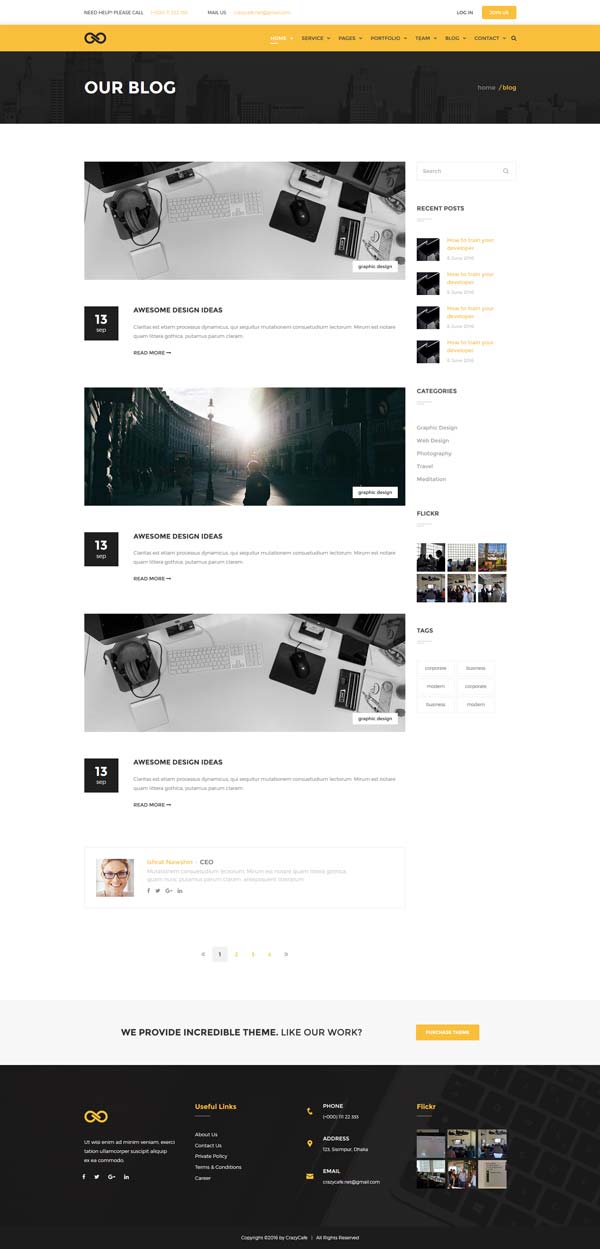 NEED HELP? PLEASE CALL (+000) 11 222 333 MAIL US crazycafe.net@gmail.com LOG IN JOIN US
HOME SERVICE PAGES PORTFOLIO TEAM BLOG CONTACT
OUR BLOG
home / blog
graphic design
13
sep
AWESOME DESIGN IDEAS
Claritas est etiam processus dynamicus, qui sequitur mutationem consuetudium lectorum. Mirum est notare
quam littera gothica, putamus parum claram.
READ MORE
graphic design
13
sep
AWESOME DESIGN IDEAS
Claritas est etiam processus dynamicus, qui sequitur mutationem consuetudium lectorum. Mirum est notare
quam littera gothica, putamus parum claram.
READ MORE
graphic design
13
sep
AWESOME DESIGN IDEAS
Claritas est etiam processus dynamicus, qui sequitur mutationem consuetudium lectorum. Mirum est notare
quam littera gothica, putamus parum claram.
READ MORE
Ishrat Nawshin - CEO
Mutationem consuetudium lectorum. Mirum est notare quam littera gothica,
quam nunc putamus parum claram, anteposuerit litterarum
« 1 2 3 4 »
Search
RECENT POSTS
How to train your
developer
6 June 2016
How to train your
developer
6 June 2016
How to train your
developer
6 June 2016
How to train your
developer
6 June 2016
CATEGORIES
Graphic Design
Web Design
Photography
Travel
Meditation
FLICKR
TAGS
corporate business
modern corporate
business modern
WE PROVIDE INCREDIBLE THEME. LIKE OUR WORK?
PURCHASE THEME
Ut wisi enim ad minim veniam, exerci
tation ullamcorper suscipit aliquip
ex ea commodo.
Useful Links
About Us
Contact Us
Private Policy
Terms & Conditions
Career
PHONE
(+000) 111 22 333
ADDRESS
123, Sismpur, Dhaka
EMAIL
crazycafe.net@gmail.com
Flickr
Copyright ©2016 by CrazyCafe | All Rights Reserved